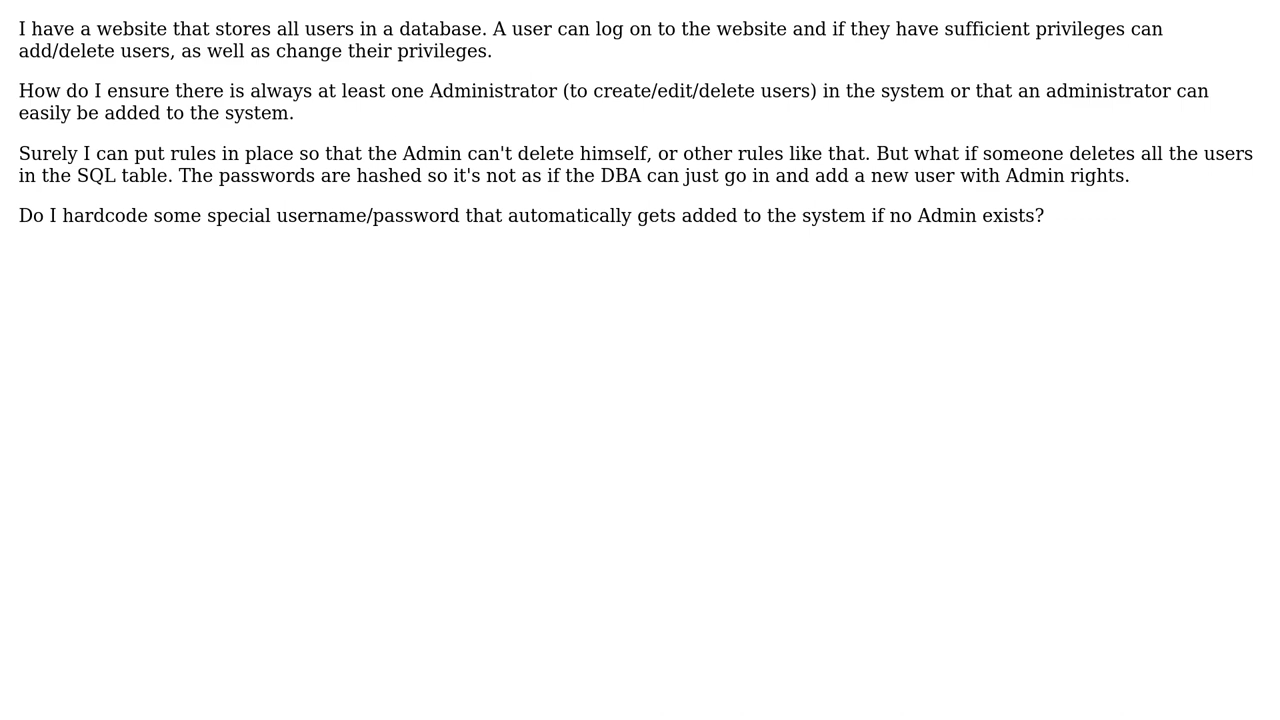 I have a website that stores all users in a database. A user can log on to the website and if they have sufficient privileges can
add/delete users, as well as change their privileges.
How do I ensure there is always at least one Administrator (to create/edit/delete users) in the system or that an administrator can
easily be added to the system.
Surely I can put rules in place so that the Admin can't delete himself, or other rules like that. But what if someone deletes all the users
in the SQL table. The passwords are hashed so it's not as if the DBA can just go in and add a new user with Admin rights.
Do I hardcode some special username/password that automatically gets added to the system if no Admin exists?